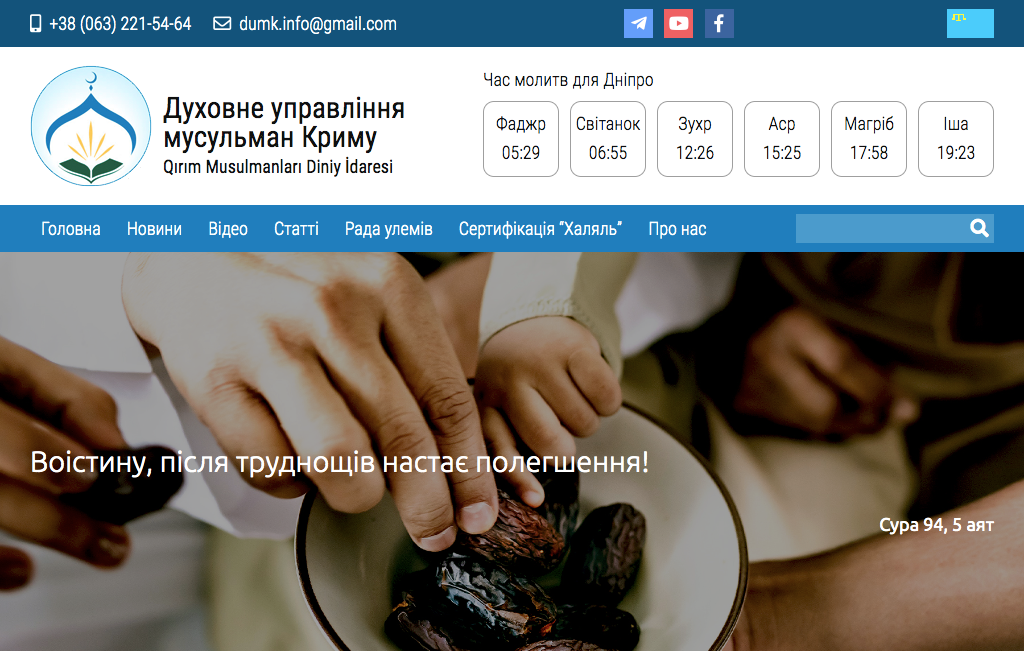 +38 (063) 221-54-64 dumk.info@gmail.com
Духовне управління
мусульман Криму
Qırım Musulmanları Diniy İdaresi
Час молитв для Дніпро
Фаджр Світанок Зухр Аср Магріб Іша
05:29 06:55 12:26 15:25 17:58 19:23
Головна Новини Відео Статті Рада улемів Сертифікація “Халяль” Про нас
Воістину, після труднощів настає полегшення!
Сура 94, 5 аят